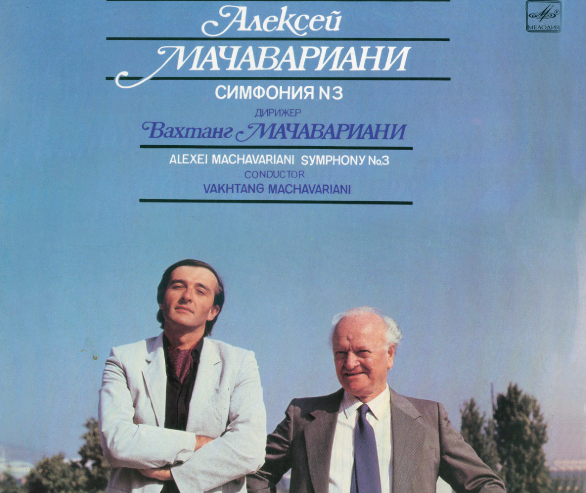 Алексей
МЕЛОДИЯ
МАЧАВАРИАНИ
СИМФОНИЯ N3
ДИРИЖЕР
Вахтанг МАЧАВАРИАНИ
ALEXEI MACHAVARIANI SYMPHONY №3
CONDUCTOR
VAKHTANG MACHAVARIANI